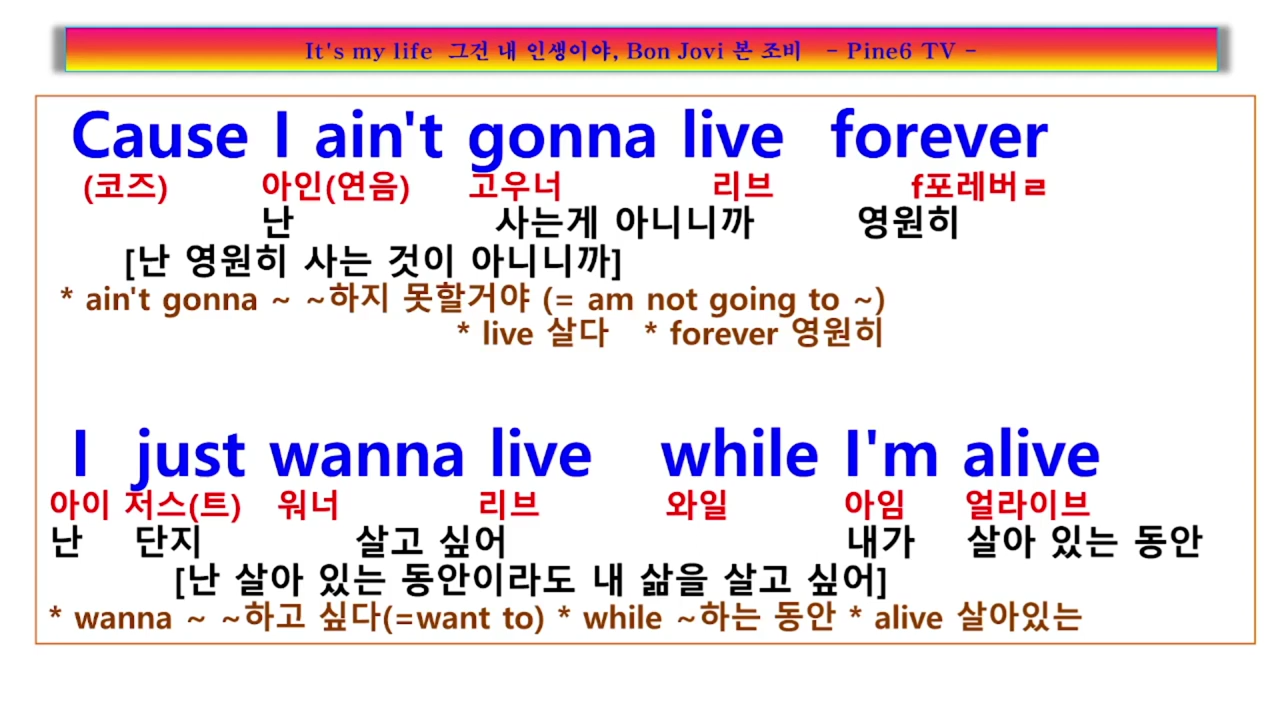 It's my life 그건 내 인생이야, Bon Jovi 본 조비 - Pine6 TV -
Cause I ain't gonna live forever
(코즈) 아인(연음) 고우너 리브 f포레버ㄹ
난 사는게 아니니까 영원히
[난 영원히 사는 것이 아니니까]
* ain't gonna ~ ~하지 못할거야 (= am not going to ~)
* live 살다 * forever 영원히
I just wanna live while I'm alive
아이 저스(트) 워너 리브 와일 아임 얼라이브
난 단지 살고 싶어 내가 살아 있는 동안
[난 살아 있는 동안이라도 내 삶을 살고 싶어]
* wanna ~ ~하고 싶다(=want to) * while ~하는 동안 * alive 살아있는